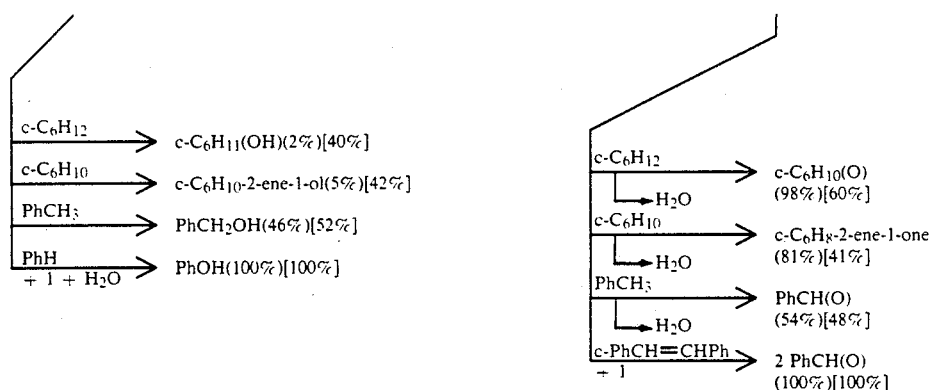 c-C₆H₁₂
c-C₆H₁₁(OH)(2%)[40%]
c-C₆H₁₀
c-C₆H₁₀-2-ene-1-ol(5%)[42%]
PhCH₃
PhCH₂OH(46%)[52%]
PhH
PhOH(100%)[100%]
+ 1 + H₂O
c-C₆H₁₂
c-C₆H₁₀(O)
(98%)[60%]
H₂O
c-C₆H₁₀
c-C₆H₈-2-ene-1-one
(81%)[41%]
H₂O
PhCH₃
PhCH(O)
(54%)[48%]
H₂O
c-PhCH=CHPh
2 PhCH(O)
+ 1
(100%)[100%]